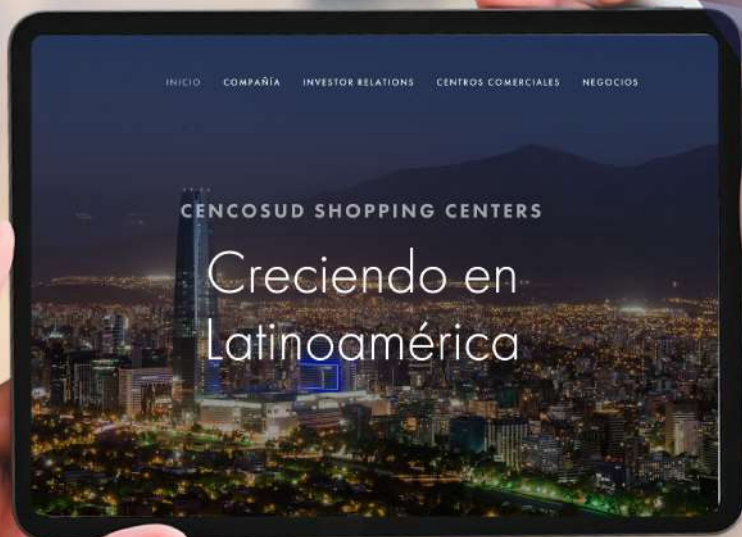 INICIO COMPAÑÍA INVESTOR RELATIONS CENTROS COMERCIALES NEGOCIOS
CENCOSUD SHOPPING CENTERS
Creciendo en
Latinoamérica